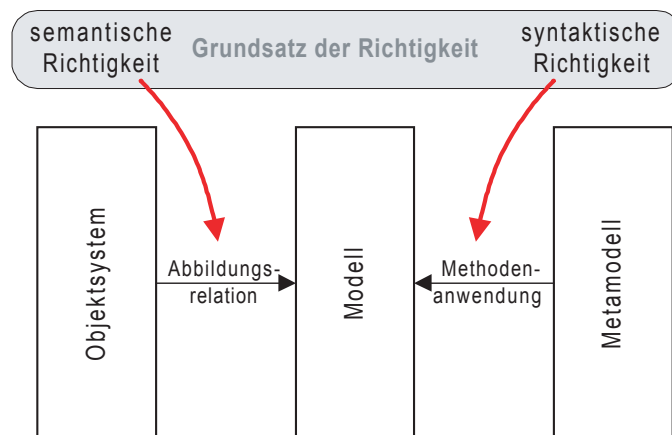 semantische
Richtigkeit
Grundsatz der Richtigkeit
syntaktische
Richtigkeit
Objektsystem
Abbildungs-
relation
Modell
Methoden-
anwendung
Metamodell